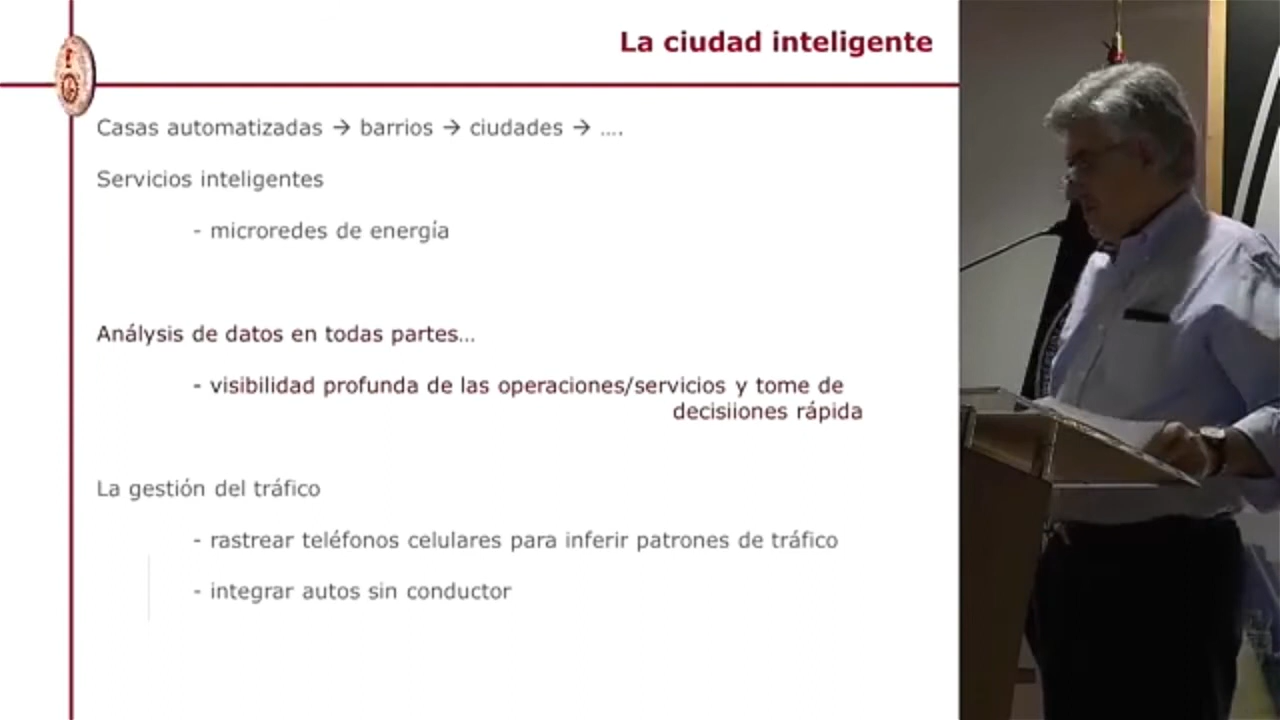 La ciudad inteligente
Casas automatizadas → barrios → ciudades → ....
Servicios inteligentes
- microredes de energía
Análysis de datos en todas partes...
- visibilidad profunda de las operaciones/servicios y tome de
decisiiones rápida
La gestión del tráfico
- rastrear teléfonos celulares para inferir patrones de tráfico
- integrar autos sin conductor